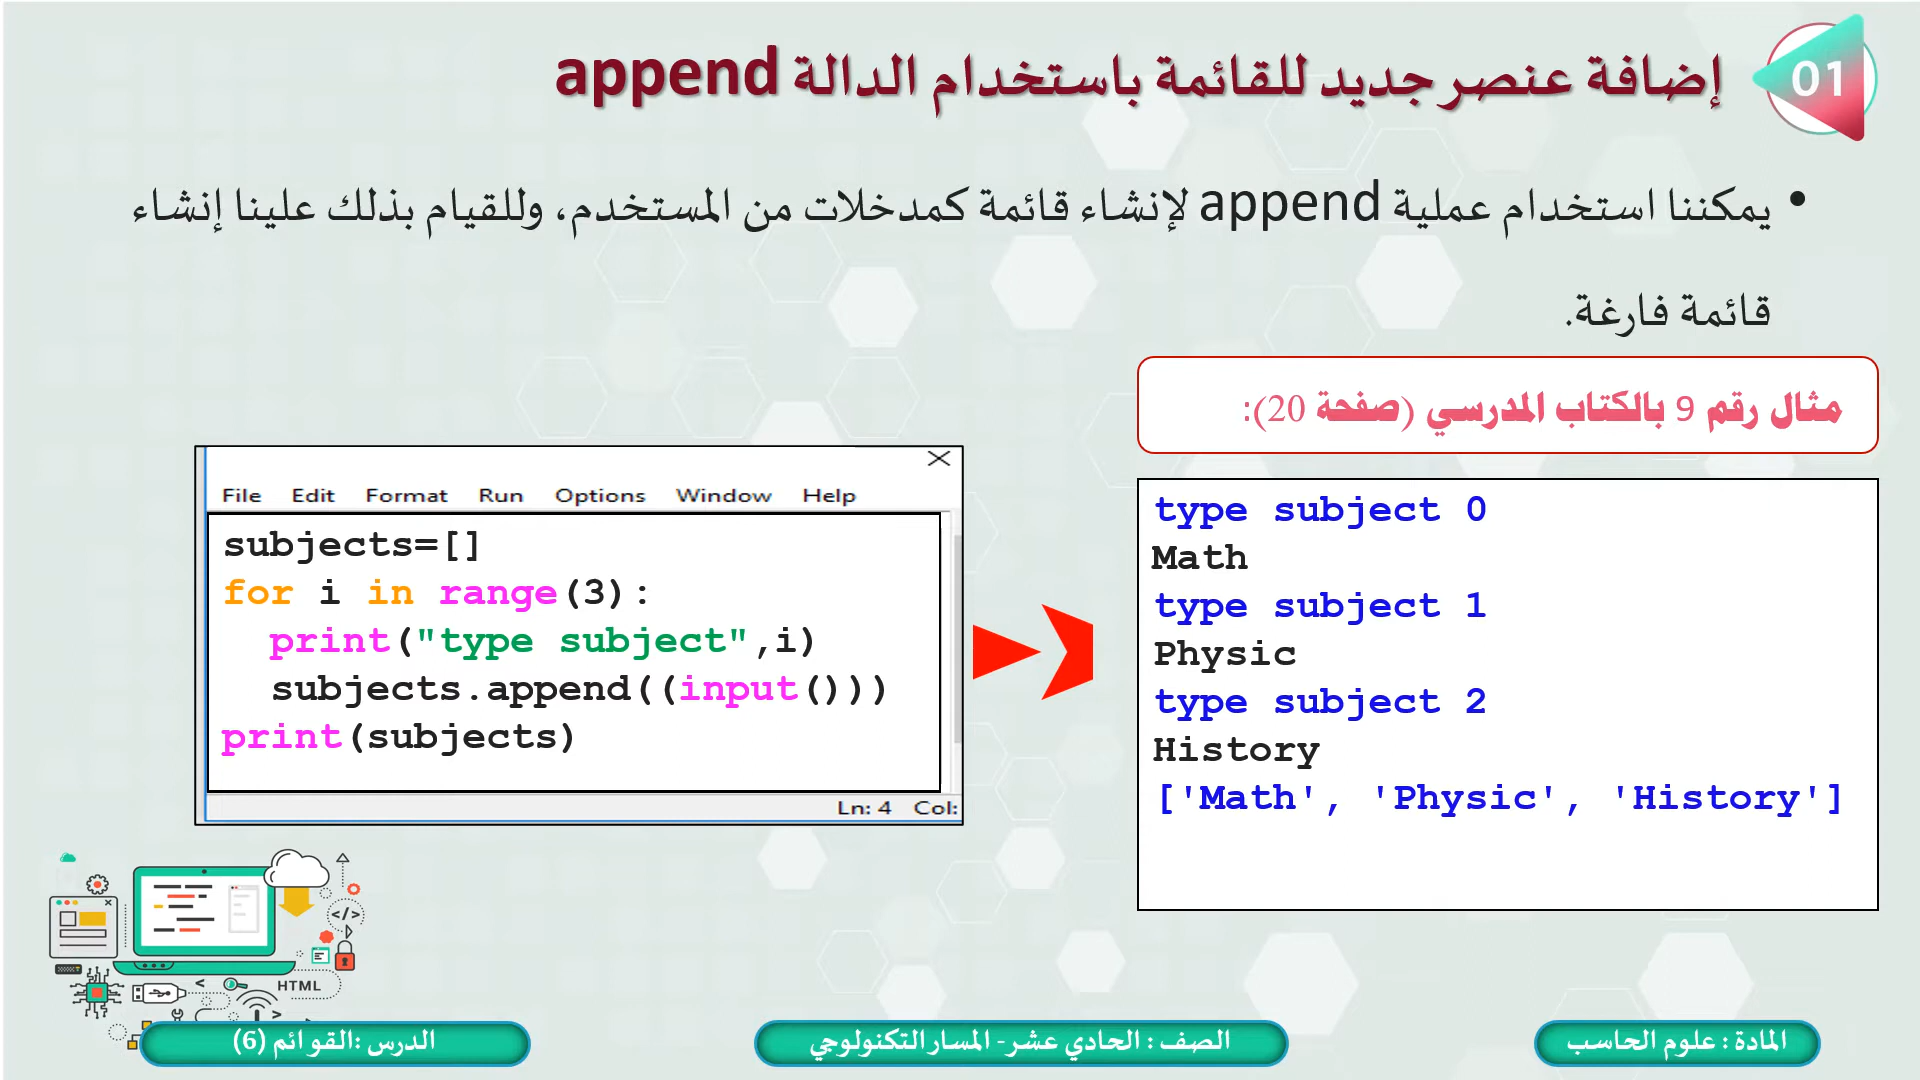 01
إضافة عنصر جديد للقائمة باستخدام الدالة append
• يمكننا استخدام عملية append لإنشاء قائمة كمدخلات من المستخدم، وللقيام بذلك علينا إنشاء
قائمة فارغة.
مثال رقم 9 بالكتاب المدرسي (صفحة 20):
File Edit Format Run Options Window Help
subjects=[]
for i in range(3):
  print("type subject",i)
  subjects.append((input()))
print(subjects)
Ln: 4 Col:
type subject 0
Math
type subject 1
Physic
type subject 2
History
['Math', 'Physic', 'History']
</>
HTML
المادة : علوم الحاسب
الصف : الحادي عشر- المسار التكنولوجي
الدرس :القوائم (6)